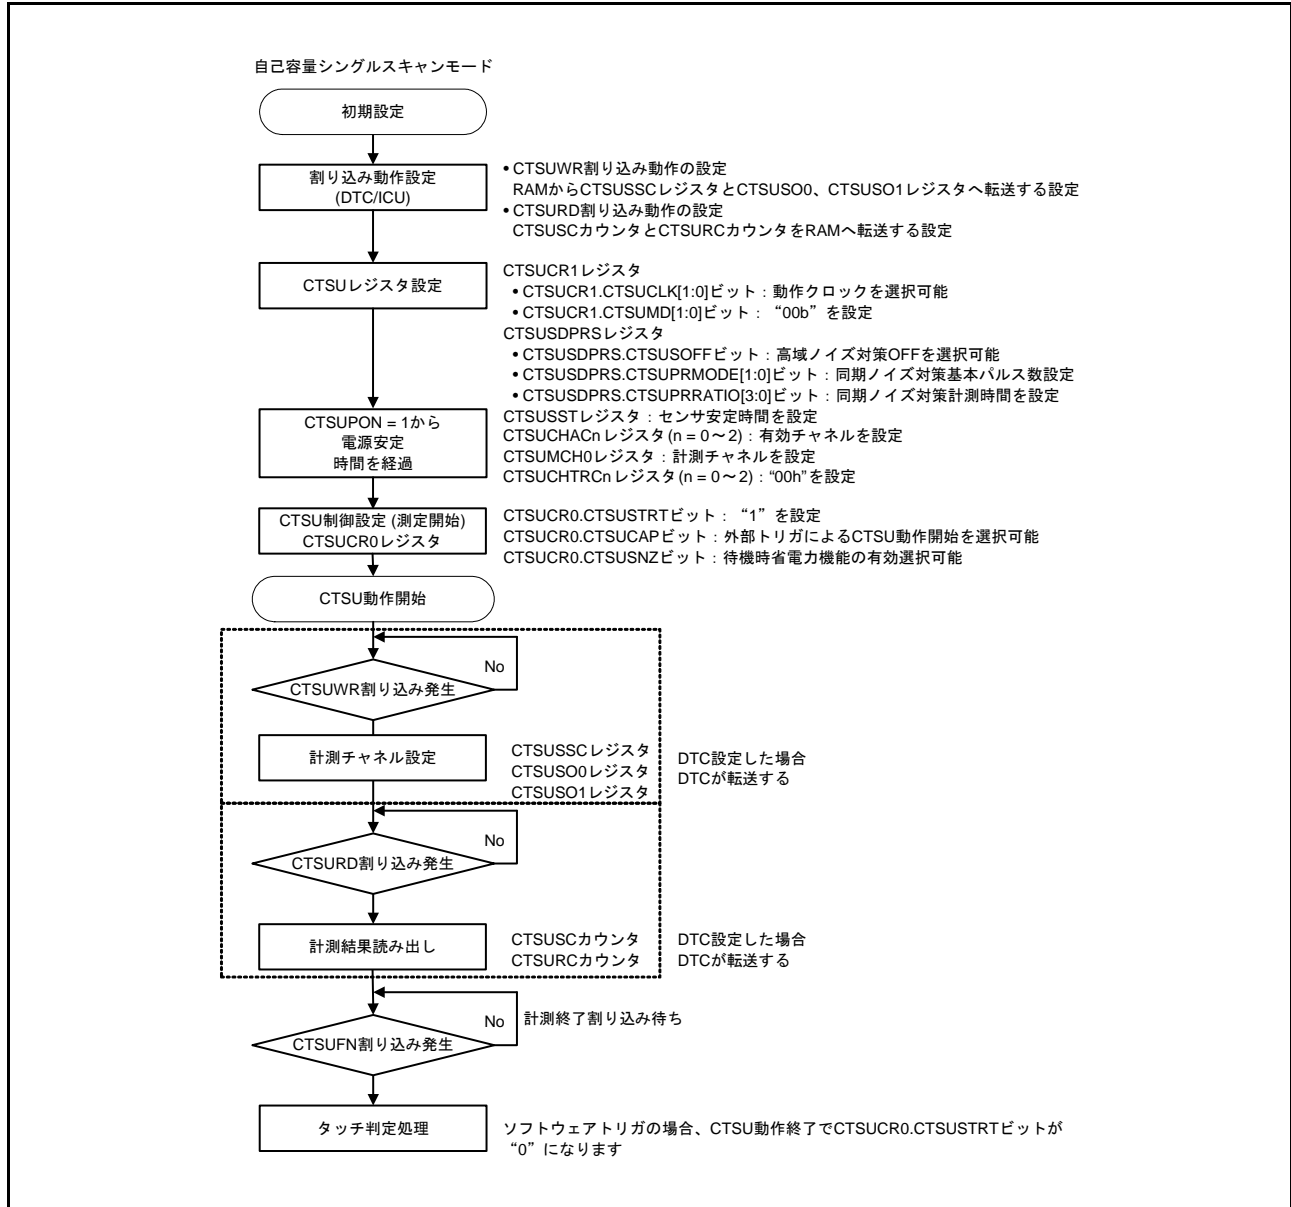 自己容量シングルスキャンモード
初期設定
割り込み動作設定
(DTC/ICU)
• CTSUWR割り込み動作の設定
RAMからCTSUSSCレジスタとCTSUSO0、CTSUSO1レジスタへ転送する設定
• CTSURD割り込み動作の設定
CTSUSCカウンタとCTSURCカウンタをRAMへ転送する設定
CTSUレジスタ設定
CTSUCR1レジスタ
• CTSUCR1.CTSUCLK[1:0]ビット：動作クロックを選択可能
• CTSUCR1.CTSUMD[1:0]ビット：“00b”を設定
CTSUSDPRSレジスタ
• CTSUSDPRS.CTSUSOFFビット：高域ノイズ対策OFFを選択可能
• CTSUSDPRS.CTSUPRMODE[1:0]ビット：同期ノイズ対策基本パルス数設定
• CTSUSDPRS.CTSUPRRATIO[3:0]ビット：同期ノイズ対策計測時間を設定
CTSUSSTレジスタ：センサ安定時間を設定
CTSUCHACnレジスタ(n = 0～2)：有効チャネルを設定
CTSUMCH0レジスタ：計測チャネルを設定
CTSUCHTRCnレジスタ(n = 0～2)：“00h”を設定
CTSUPON = 1から
電源安定
時間を経過
CTSU制御設定 (測定開始)
CTSUCR0レジスタ
CTSUCR0.CTSUSTRTビット：“1”を設定
CTSUCR0.CTSUCAPビット：外部トリガによるCTSU動作開始を選択可能
CTSUCR0.CTSUSNZビット：待機時省電力機能の有効選択可能
CTSU動作開始
No
CTSUWR割り込み発生
計測チャネル設定
CTSUSSCレジスタ
CTSUSO0レジスタ
CTSUSO1レジスタ
DTC設定した場合
DTCが転送する
No
CTSURD割り込み発生
計測結果読み出し
CTSUSCカウンタ
CTSURCカウンタ
DTC設定した場合
DTCが転送する
No
計測終了割り込み待ち
CTSUFN割り込み発生
タッチ判定処理
ソフトウェアトリガの場合、CTSU動作終了でCTSUCR0.CTSUSTRTビットが
“0”になります